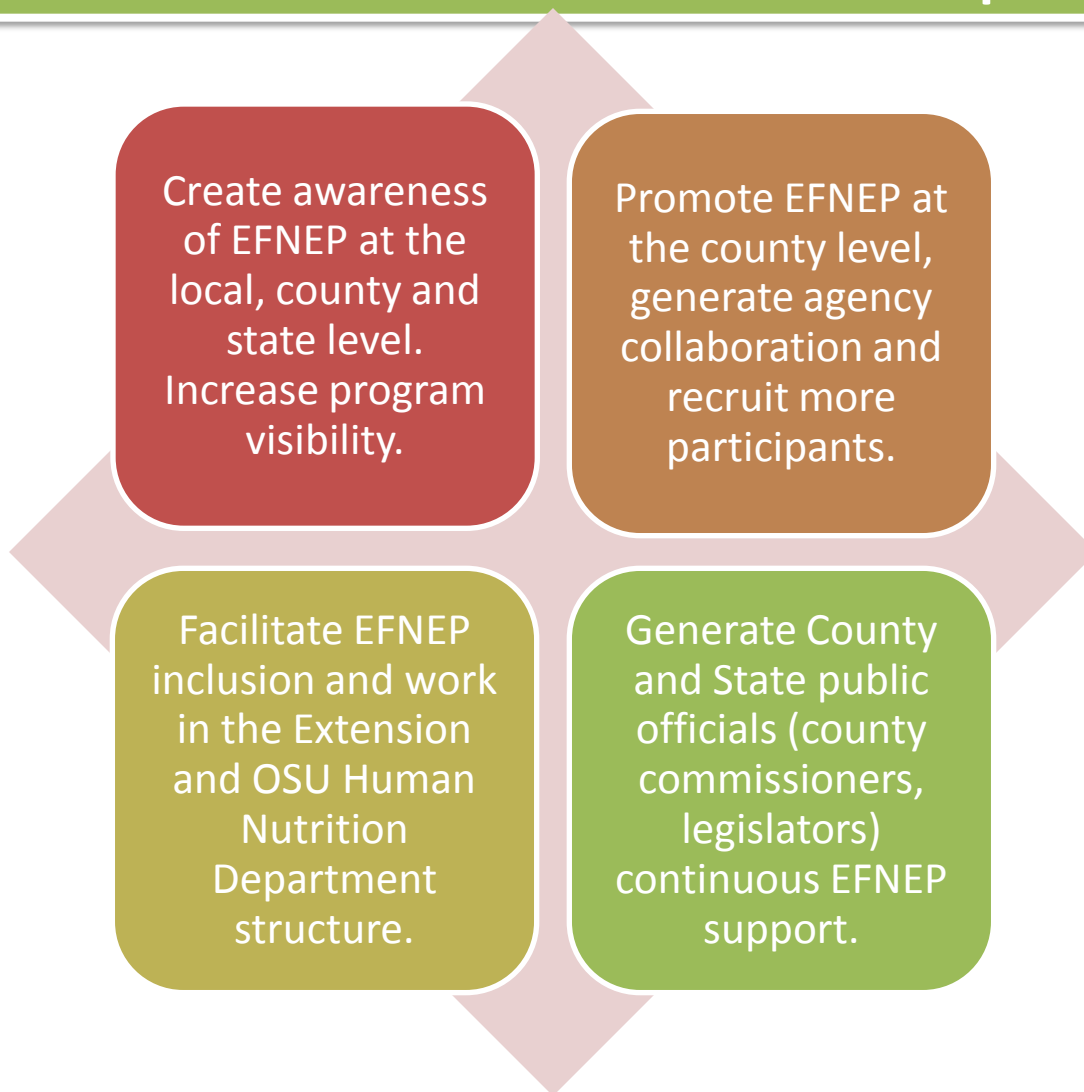 Create awareness
of EFNEP at the
local, county and
state level.
Increase program
visibility.
Promote EFNEP at
the county level,
generate agency
collaboration and
recruit more
participants.
Facilitate EFNEP
inclusion and work
in the Extension
and OSU Human
Nutrition
Department
structure.
Generate County
and State public
officials (county
commissioners,
legislators)
continuous EFNEP
support.